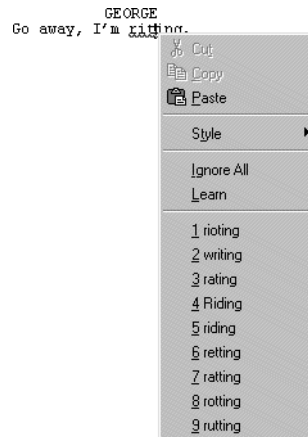 GEORGE
Go away, I'm ritting.
Cut
Copy
Paste
Style
Ignore All
Learn
1 rioting
2 writing
3 rating
4 Riding
5 riding
6 retting
7 ratting
8 rotting
9 rutting